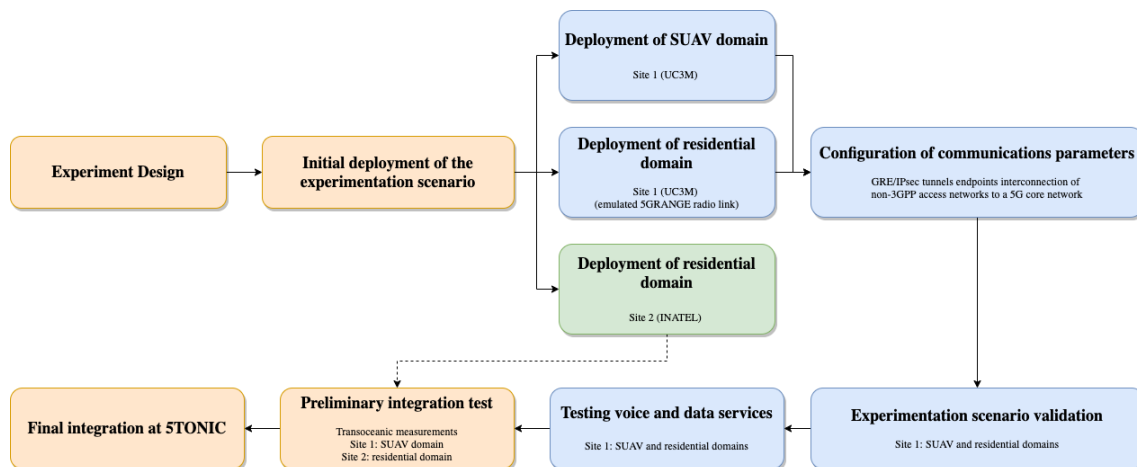 Deployment of SUAV domain
Site 1 (UC3M)
Experiment Design
Initial deployment of the
experimentation scenario
Deployment of residential
domain
Site 1 (UC3M)
(emulated 5GRANGE radio link)
Configuration of communications parameters
GRE/IPsec tunnels endpoints interconnection of
non-3GPP access networks to a 5G core network
Deployment of residential
domain
Site 2 (INATEL)
Final integration at 5TONIC
Preliminary integration test
Transoceanic measurements
Site 1: SUAV domain
Site 2: residential domain
Testing voice and data services
Site 1: SUAV and residential domains
Experimentation scenario validation
Site 1: SUAV and residential domains